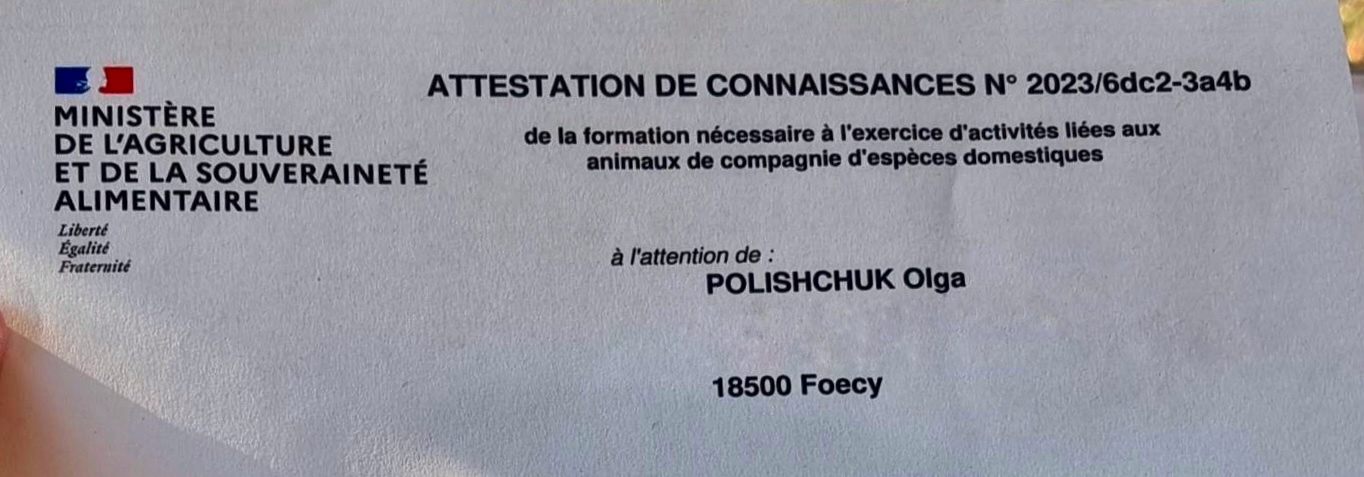 MINISTÈRE
DE L'AGRICULTURE
ET DE LA SOUVERAINETÉ
ALIMENTAIRE
Liberté
Égalité
Fraternité
ATTESTATION DE CONNAISSANCES N° 2023/6dc2-3a4b
de la formation nécessaire à l'exercice d'activités liées aux
animaux de compagnie d'espèces domestiques
à l'attention de :
POLISHCHUK Olga
18500 Foecy